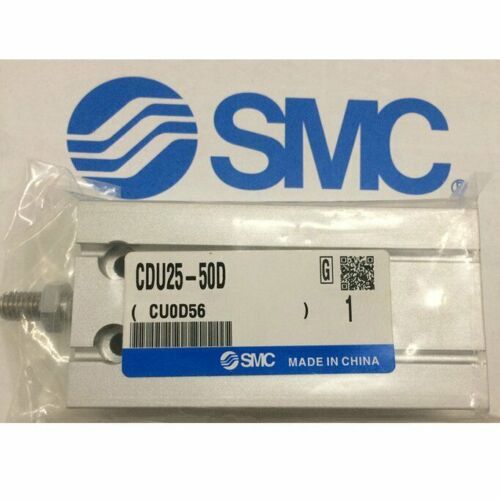 SMC®
CDU25-50D
G
( CU0D56 ) 1
SMC MADE IN CHINA